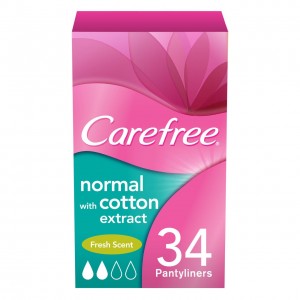 Carefree®
normal
with cotton
extract
Fresh Scent
34
Pantyliners